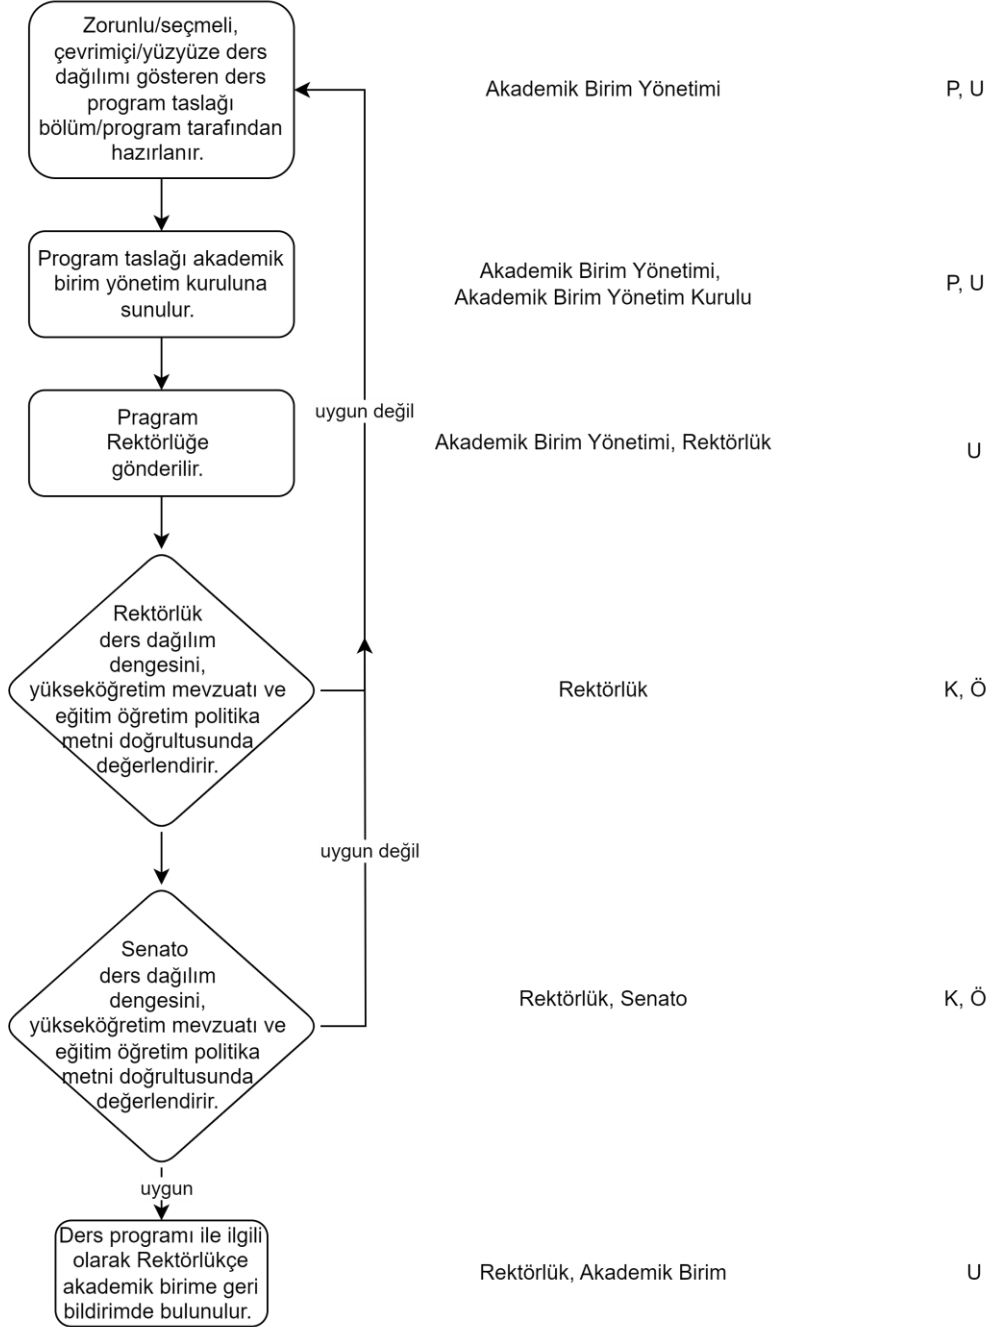 Zorunlu/seçmeli,
çevrimiçi/yüzyüze ders
dağılımı gösteren ders
program taslağı
bölüm/program tarafından
hazırlanır.
Akademik Birim Yönetimi
P, U
Program taslağı akademik
birim yönetim kuruluna
sunulur.
Akademik Birim Yönetimi,
Akademik Birim Yönetim Kurulu
P, U
uygun değil
Pragram
Rektörlüğe
gönderilir.
Akademik Birim Yönetimi, Rektörlük
U
Rektörlük
ders dağılım
dengesini,
yükseköğretim mevzuatı ve
eğitim öğretim politika
metni doğrultusunda
değerlendirir.
Rektörlük
K, Ö
uygun değil
Senato
ders dağılım
dengesini,
yükseköğretim mevzuatı ve
eğitim öğretim politika
metni doğrultusunda
değerlendirir.
Rektörlük, Senato
K, Ö
uygun
Ders programı ile ilgili
olarak Rektörlükçe
akademik birime geri
bildirimde bulunulur.
Rektörlük, Akademik Birim
U